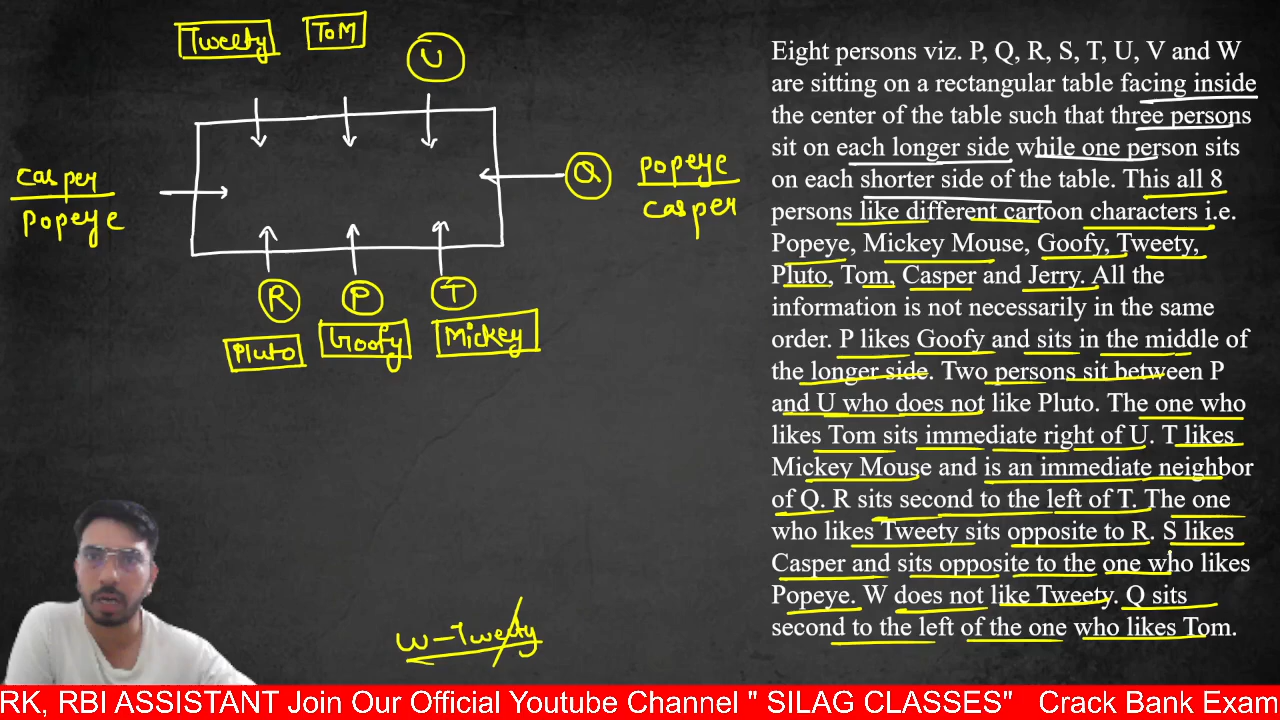 Tweety
TOM
U
Casper
Popeye
Q
Popeye
Casper
R
P
T
Pluto
Goofy
Mickey
W-Tweety
Eight persons viz. P, Q, R, S, T, U, V and W
are sitting on a rectangular table facing inside
the center of the table such that three persons
sit on each longer side while one person sits
on each shorter side of the table. This all 8
persons like different cartoon characters i.e.
Popeye, Mickey Mouse, Goofy, Tweety,
Pluto, Tom, Casper and Jerry. All the
information is not necessarily in the same
order. P likes Goofy and sits in the middle of
the longer side. Two persons sit between P
and U who does not like Pluto. The one who
likes Tom sits immediate right of U. T likes
Mickey Mouse and is an immediate neighbor
of Q. R sits second to the left of T. The one
who likes Tweety sits opposite to R. S likes
Casper and sits opposite to the one who likes
Popeye. W does not like Tweety. Q sits
second to the left of the one who likes Tom.
RK, RBI ASSISTANT Join Our Official Youtube Channel " SILAG CLASSES" Crack Bank Exam